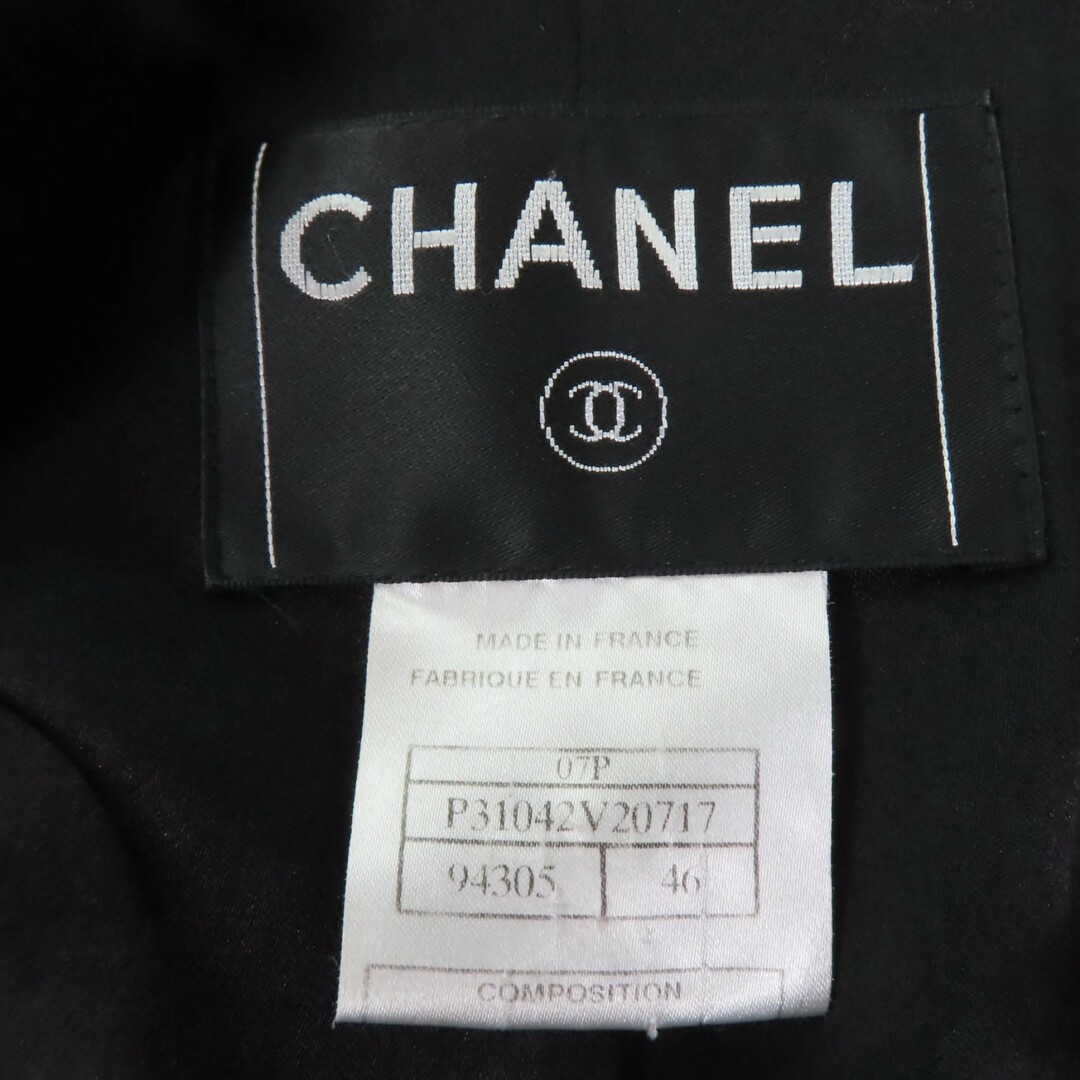 CHANEL
MADE IN FRANCE
FABRIQUE EN FRANCE
07P
P31042V20717
94305 46
COMPOSITION